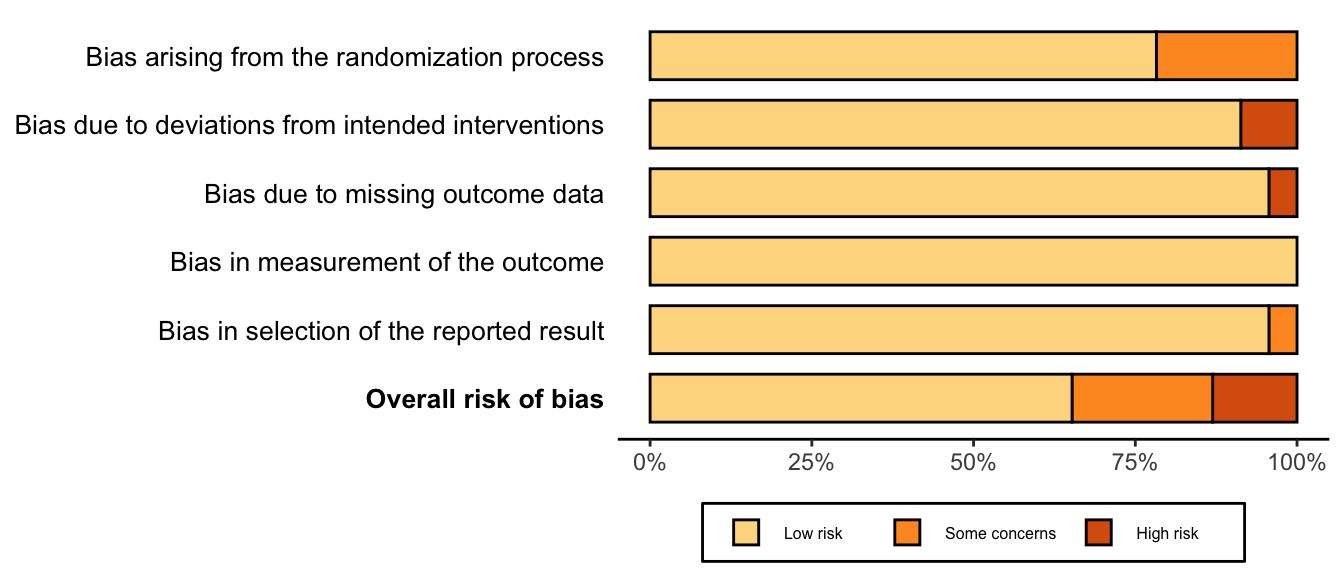 Bias arising from the randomization process
Bias due to deviations from intended interventions
Bias due to missing outcome data
Bias in measurement of the outcome
Bias in selection of the reported result
Overall risk of bias
0% 25% 50% 75% 100%
Low risk Some concerns High risk